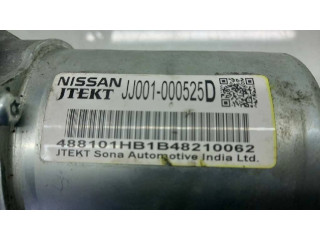 NISSAN JJ001-000525D
JTEKT
488101HB1B48210062
JTEKT Sona Automotive India Ltd.